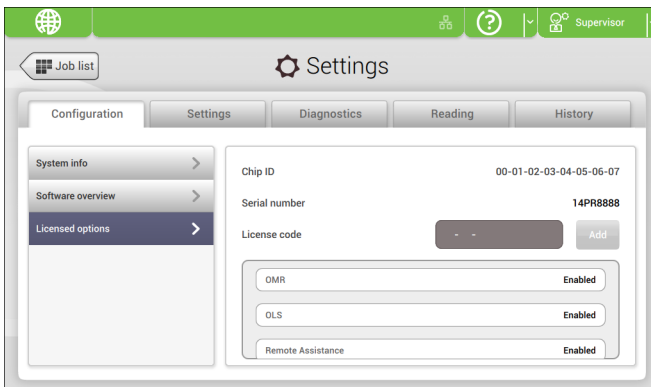 Supervisor
Job list
Settings
Configuration
Settings
Diagnostics
Reading
History
System info
Software overview
Licensed options
Chip ID 00-01-02-03-04-05-06-07
Serial number 14PR8888
License code - - Add
OMR Enabled
OLS Enabled
Remote Assistance Enabled